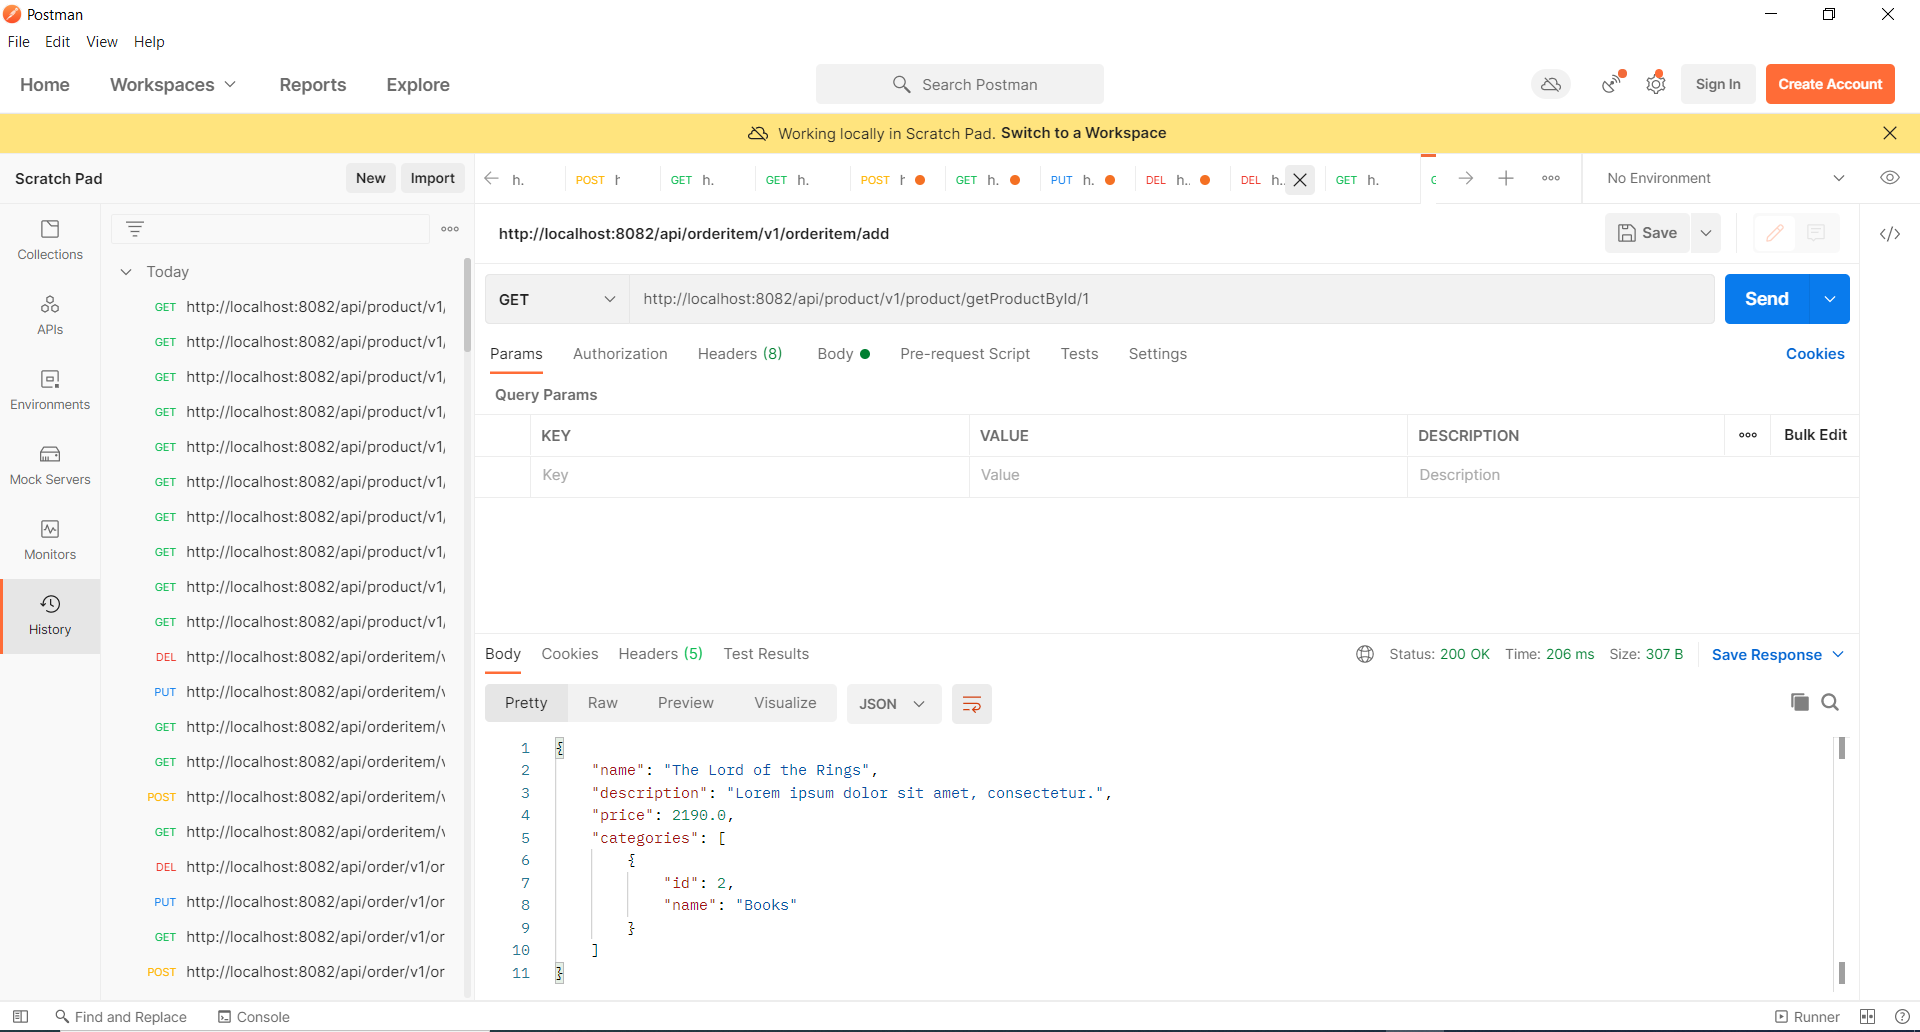 Postman
File Edit View Help
Home Workspaces Reports Explore Search Postman Sign In Create Account
Working locally in Scratch Pad. Switch to a Workspace
Scratch Pad New Import
h. POST h GET h. GET h. POST h GET h. PUT h. DEL h.. DEL h.. GET h. No Environment
Collections
APIs
Environments
Mock Servers
Monitors
History
Today
GET http://localhost:8082/api/product/v1/
GET http://localhost:8082/api/product/v1/
GET http://localhost:8082/api/product/v1/
GET http://localhost:8082/api/product/v1/
GET http://localhost:8082/api/product/v1/
GET http://localhost:8082/api/product/v1/
GET http://localhost:8082/api/product/v1/
GET http://localhost:8082/api/product/v1/
GET http://localhost:8082/api/product/v1/
GET http://localhost:8082/api/product/v1/
DEL http://localhost:8082/api/orderitem/v
PUT http://localhost:8082/api/orderitem/v
GET http://localhost:8082/api/orderitem/v
GET http://localhost:8082/api/orderitem/v
POST http://localhost:8082/api/orderitem/v
GET http://localhost:8082/api/orderitem/v
DEL http://localhost:8082/api/order/v1/or
PUT http://localhost:8082/api/order/v1/or
GET http://localhost:8082/api/order/v1/or
POST http://localhost:8082/api/order/v1/or
http://localhost:8082/api/orderitem/v1/orderitem/add Save
GET http://localhost:8082/api/product/v1/product/getProductById/1 Send
Params Authorization Headers (8) Body Pre-request Script Tests Settings Cookies
Query Params
KEY VALUE DESCRIPTION Bulk Edit
Key Value Description
Body Cookies Headers (5) Test Results Status: 200 OK Time: 206 ms Size: 307 B Save Response
Pretty Raw Preview Visualize JSON
1 {
2 "name": "The Lord of the Rings",
3 "description": "Lorem ipsum dolor sit amet, consectetur.",
4 "price": 2190.0,
5 "categories": [
6 {
7 "id": 2,
8 "name": "Books"
9 }
10 ]
11 }
Find and Replace Console Runner